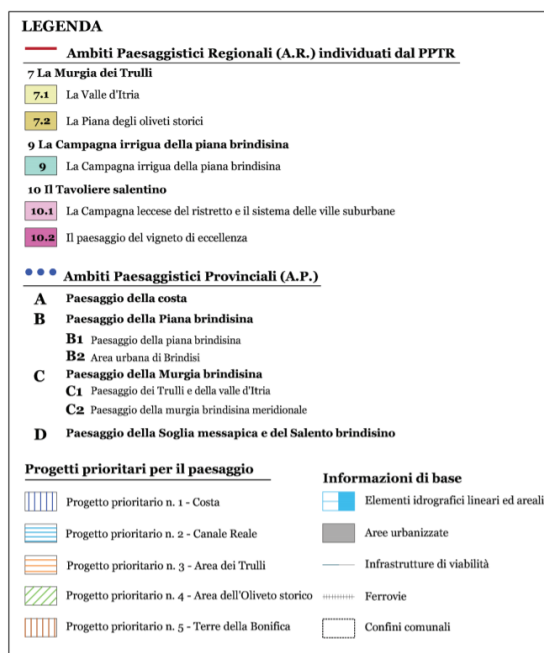 LEGENDA
Ambiti Paesaggistici Regionali (A.R.) individuati dal PPTR
7 La Murgia dei Trulli
7.1 La Valle d'Itria
7.2 La Piana degli oliveti storici
9 La Campagna irrigua della piana brindisina
9 La Campagna irrigua della piana brindisina
10 Il Tavoliere salentino
10.1 La Campagna leccese del ristretto e il sistema delle ville suburbane
10.2 Il paesaggio del vigneto di eccellenza
Ambiti Paesaggistici Provinciali (A.P.)
A Paesaggio della costa
B Paesaggio della Piana brindisina
B1 Paesaggio della piana brindisina
B2 Area urbana di Brindisi
C Paesaggio della Murgia brindisina
C1 Paesaggio dei Trulli e della valle d'Itria
C2 Paesaggio della murgia brindisina meridionale
D Paesaggio della Soglia messapica e del Salento brindisino
Progetti prioritari per il paesaggio
Progetto prioritario n. 1 - Costa
Progetto prioritario n. 2 - Canale Reale
Progetto prioritario n. 3 - Area dei Trulli
Progetto prioritario n. 4 - Area dell'Oliveto storico
Progetto prioritario n. 5 - Terre della Bonifica
Informazioni di base
Elementi idrografici lineari ed areali
Aree urbanizzate
Infrastrutture di viabilità
Ferrovie
Confini comunali